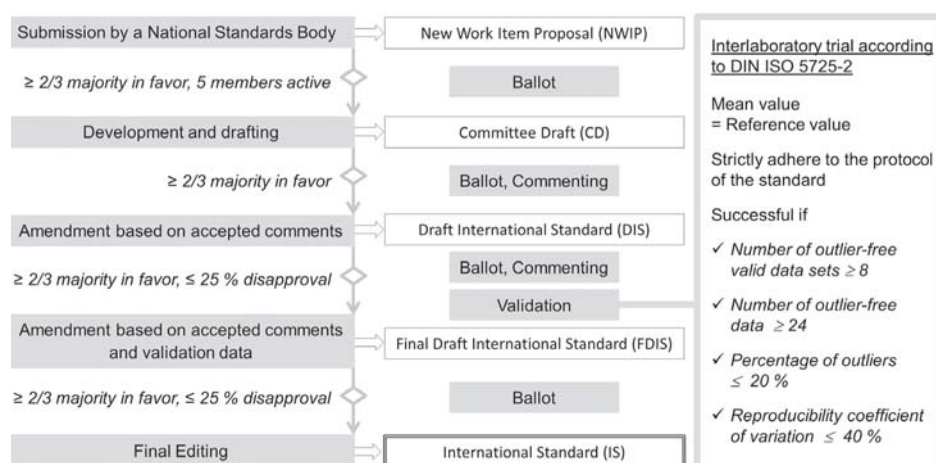 Submission by a National Standards Body
New Work Item Proposal (NWIP)
≥ 2/3 majority in favor, 5 members active
Ballot
Development and drafting
Committee Draft (CD)
≥ 2/3 majority in favor
Ballot, Commenting
Amendment based on accepted comments
Draft International Standard (DIS)
≥ 2/3 majority in favor, ≤ 25 % disapproval
Ballot, Commenting
Validation
Amendment based on accepted comments
and validation data
Final Draft International Standard (FDIS)
≥ 2/3 majority in favor, ≤ 25 % disapproval
Ballot
Final Editing
International Standard (IS)
Interlaboratory trial according
to DIN ISO 5725-2
Mean value
= Reference value
Strictly adhere to the protocol
of the standard
Successful if
✓ Number of outlier-free
valid data sets ≥ 8
✓ Number of outlier-free
data ≥ 24
✓ Percentage of outliers
≤ 20 %
✓ Reproducibility coefficient
of variation ≤ 40 %